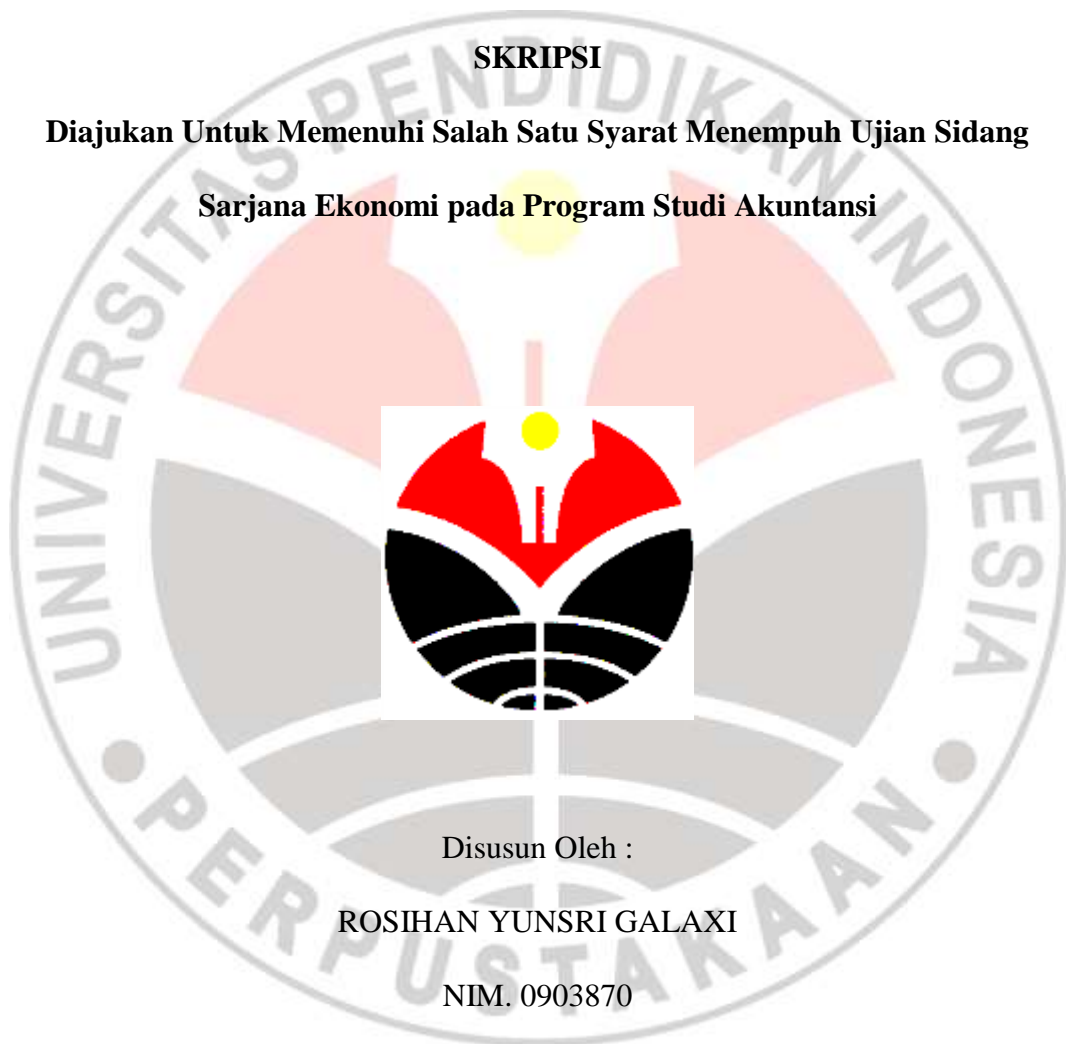 SKRIPSI
Diajukan Untuk Memenuhi Salah Satu Syarat Menempuh Ujian Sidang
Sarjana Ekonomi pada Program Studi Akuntansi
UNIVERSITAS PENDIDIKAN INDONESIA
Disusun Oleh :
ROSIHAN YUNSRI GALAXI
NIM. 0903870
PERPUSTAKAAN